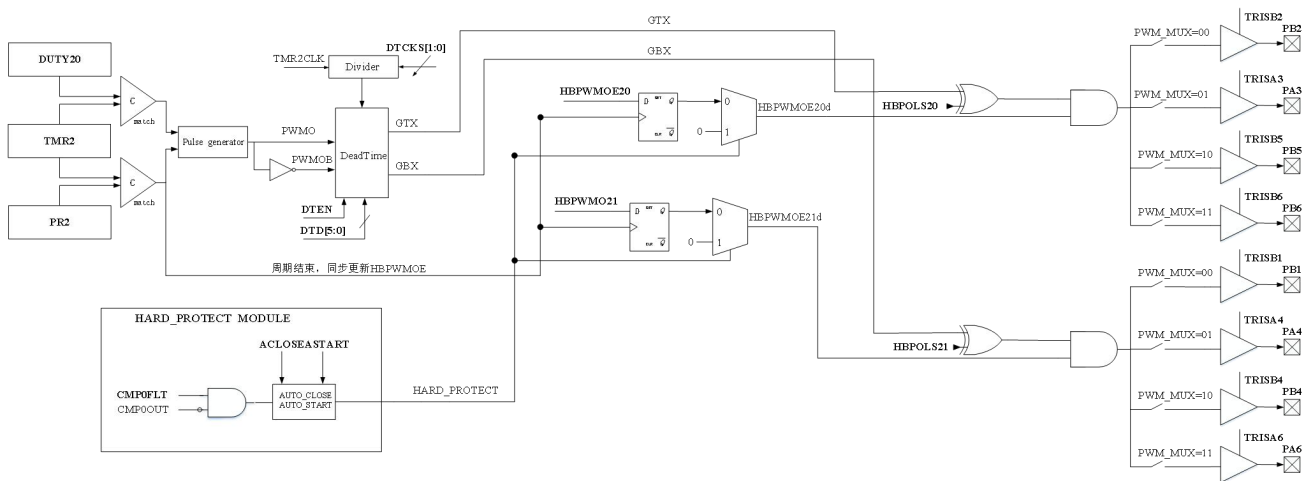 DUTY20
TMR2
PR2
C
match
C
match
Pulse generator
PWMO
PWMOB
TMR2CLK
Divider
DTCKS[1:0]
DeadTime
GTX
GBX
DTEN
DTD[5:0]
周期结束，同步更新HBPWMOE
GTX
GBX
HBPWMOE20
D SET Q
CLR Q
0
0
1
HBPWMOE20d
HBPWMO21
D SET Q
CLR Q
0
0
1
HBPWMOE21d
HARD_PROTECT MODULE
ACLOSEASTART
CMP0FLT
CMP0OUT
AUTO_CLOSE
AUTO_START
HARD_PROTECT
HBPOLS20
HBPOLS21
PWM_MUX=00
TRISB2
PB2
PWM_MUX=01
TRISA3
PA3
PWM_MUX=10
TRISB5
PB5
PWM_MUX=11
TRISB6
PB6
PWM_MUX=00
TRISB1
PB1
PWM_MUX=01
TRISA4
PA4
PWM_MUX=10
TRISB4
PB4
PWM_MUX=11
TRISA6
PA6